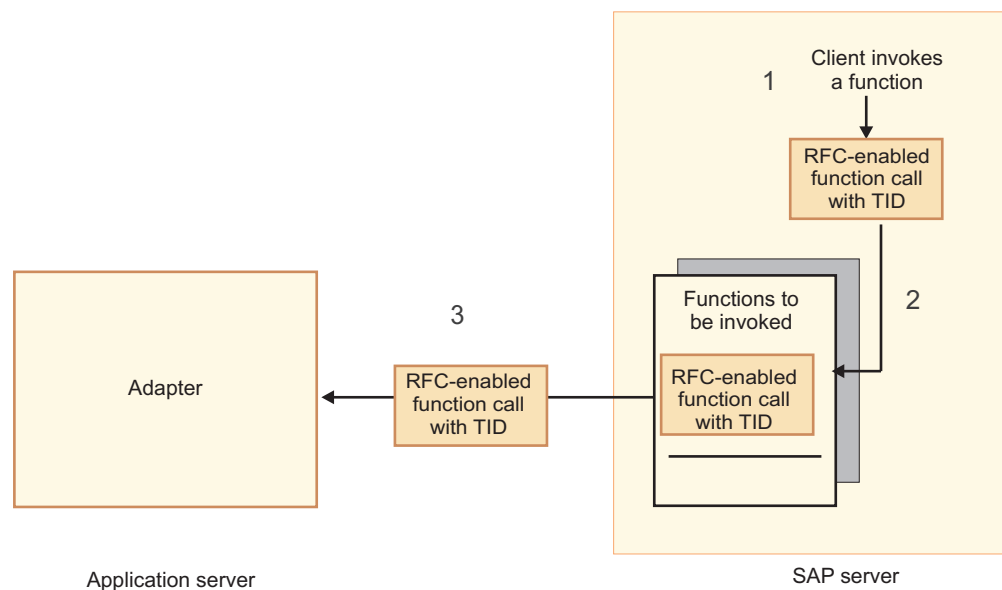 Client invokes
a function
1
RFC-enabled
function call
with TID
2
Functions to
be invoked
RFC-enabled
function call
with TID
3
RFC-enabled
function call
with TID
Adapter
Application server
SAP server